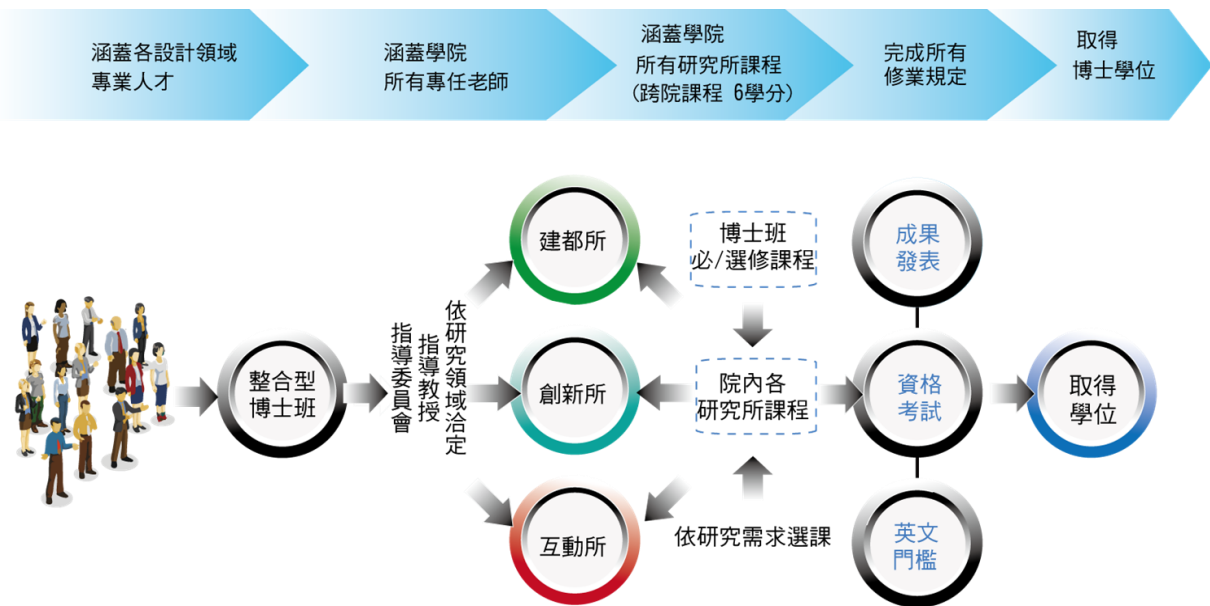 涵蓋各設計領域
專業人才
涵蓋學院
所有專任老師
涵蓋學院
所有研究所課程
(跨院課程 6學分)
完成所有
修業規定
取得
博士學位
整合型
博士班
依研究領域洽定
指導教授
指導委員會
建都所
創新所
互動所
博士班
必/選修課程
院內各
研究所課程
依研究需求選課
成果
發表
資格
考試
英文
門檻
取得
學位